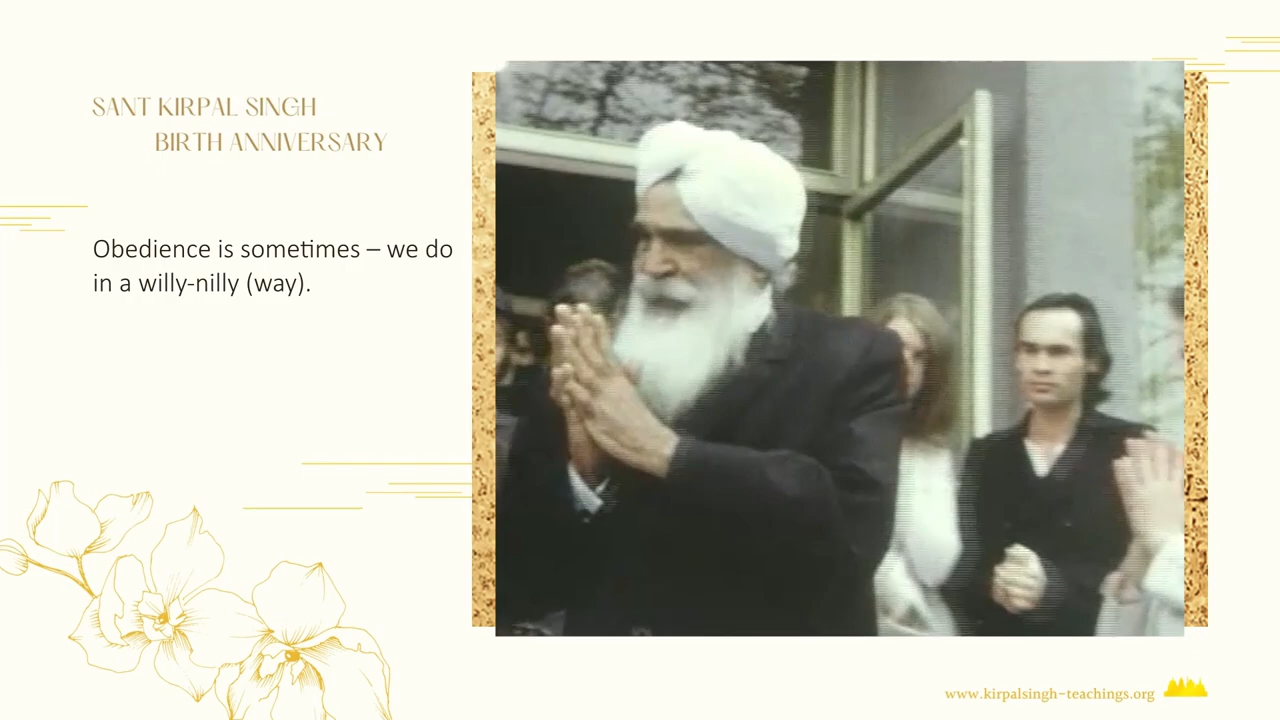 SANT KIRPAL SINGH
BIRTH ANNIVERSARY
Obedience is sometimes – we do
in a willy-nilly (way).
www.kirpalsingh-teachings.org